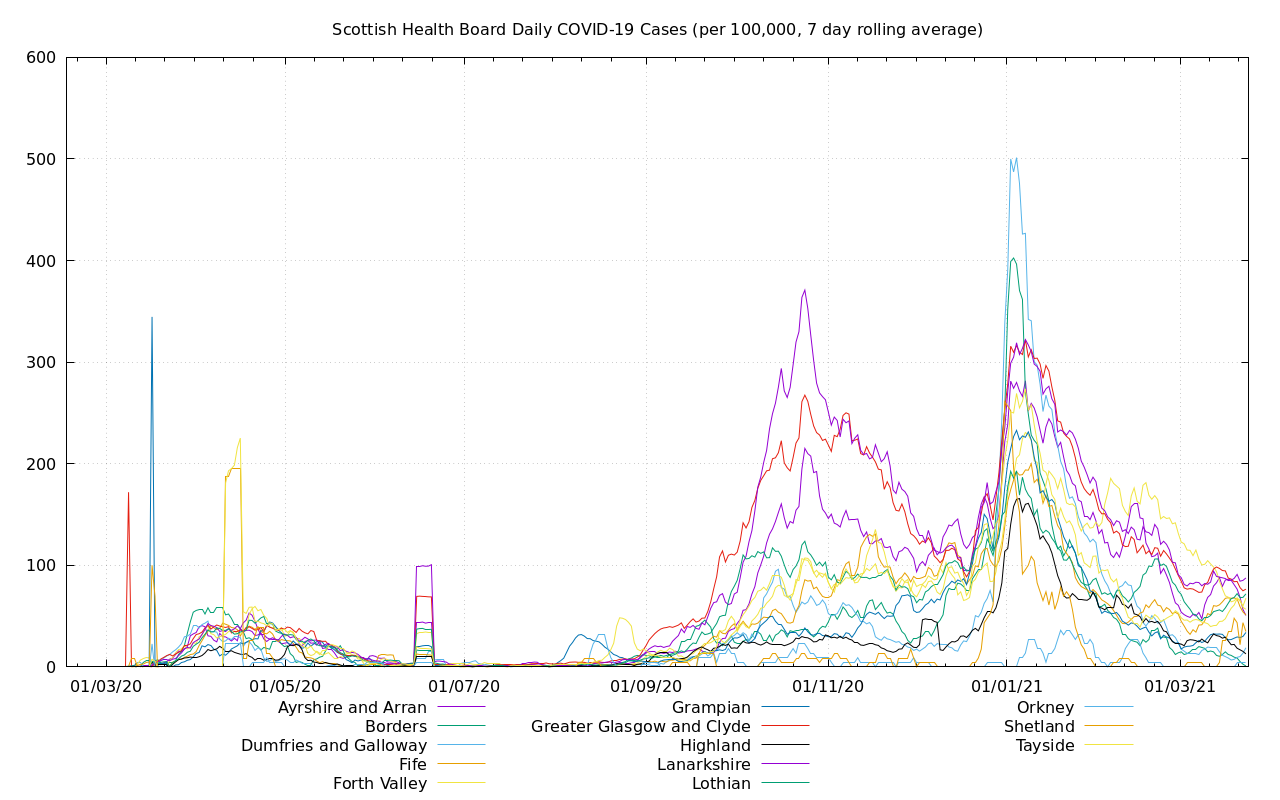 Scottish Health Board Daily COVID-19 Cases (per 100,000, 7 day rolling average)
600
500
400
300
200
100
0
01/03/20 01/05/20 01/07/20 01/09/20 01/11/20 01/01/21 01/03/21
Ayrshire and Arran Grampian Orkney
Borders Greater Glasgow and Clyde Shetland
Dumfries and Galloway Highland Tayside
Fife Lanarkshire
Forth Valley Lothian